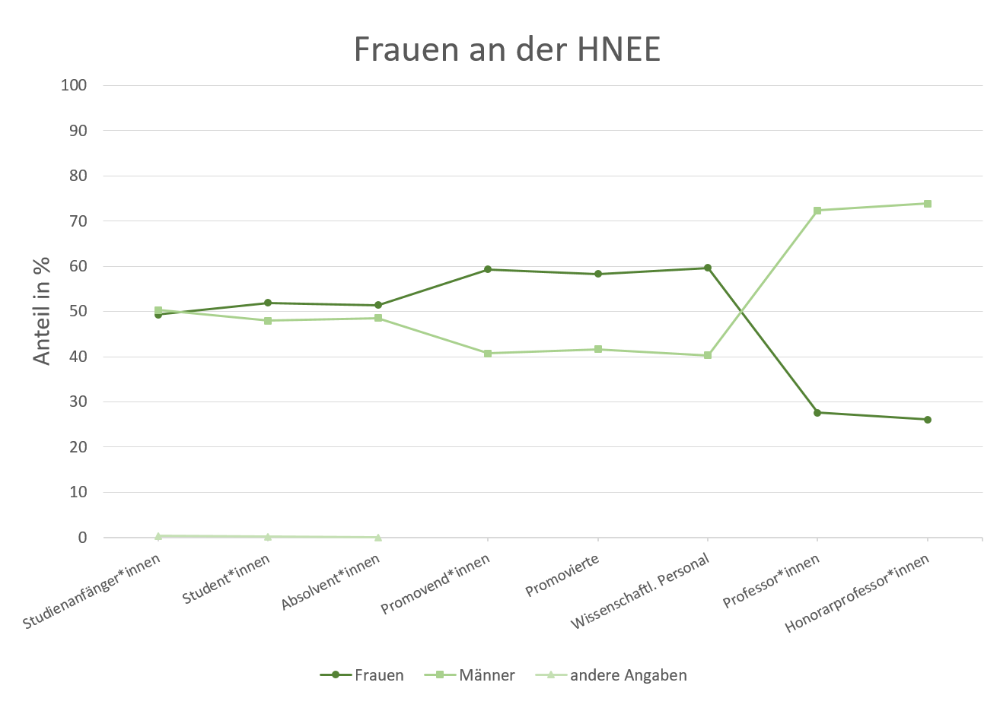 Frauen an der HNEE
Anteil in %
100
90
80
70
60
50
40
30
20
10
0
Studienanfänger*innen
Student*innen
Absolvent*innen
Promovend*innen
Promovierte
Wissenschaftl. Personal
Professor*innen
Honorarprofessor*innen
Frauen
Männer
andere Angaben